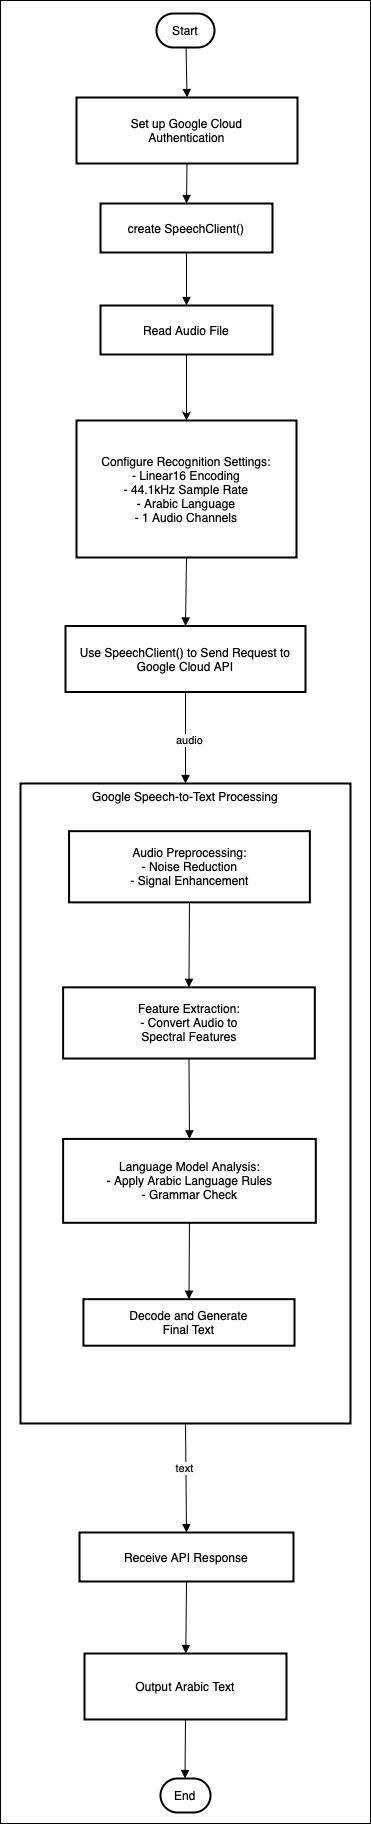 Start
Set up Google Cloud
Authentication
create SpeechClient()
Read Audio File
Configure Recognition Settings:
- Linear16 Encoding
- 44.1kHz Sample Rate
- Arabic Language
- 1 Audio Channels
Use SpeechClient() to Send Request to
Google Cloud API
audio
Google Speech-to-Text Processing
Audio Preprocessing:
- Noise Reduction
- Signal Enhancement
Feature Extraction:
- Convert Audio to
Spectral Features
Language Model Analysis:
- Apply Arabic Language Rules
- Grammar Check
Decode and Generate
Final Text
text
Receive API Response
Output Arabic Text
End